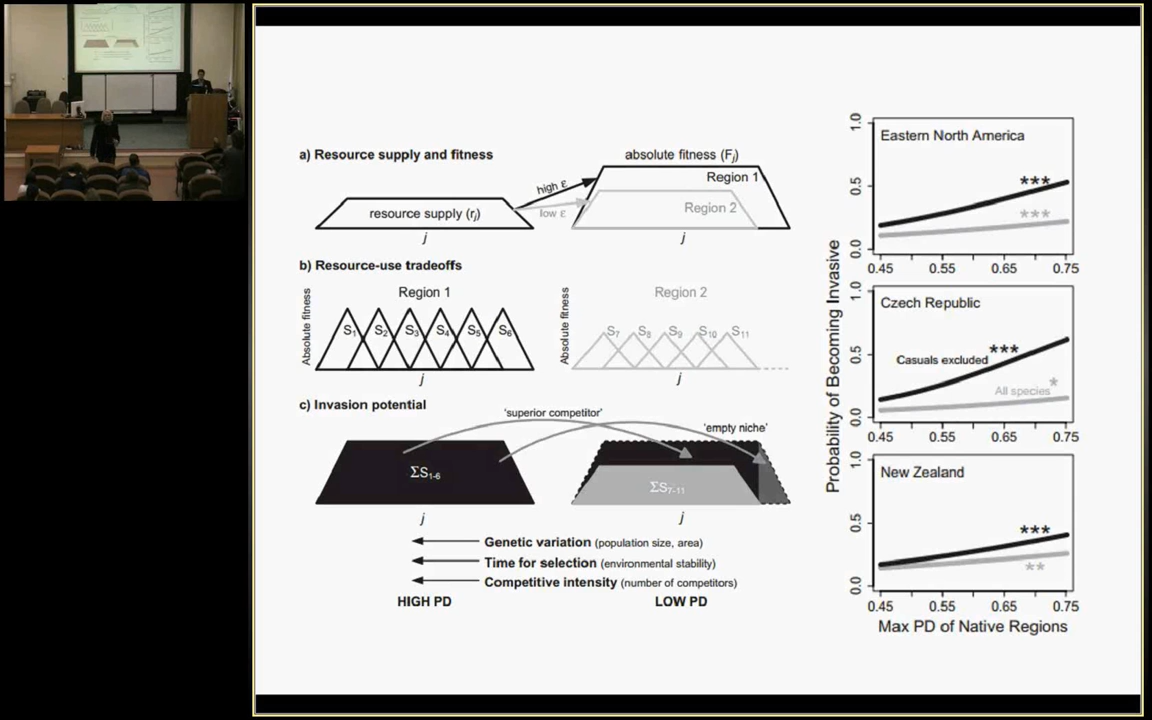 a) Resource supply and fitness
absolute fitness (Fj)
Region 1
high ε
low ε
Region 2
resource supply (rj)
j
j
b) Resource-use tradeoffs
Region 1
Region 2
Absolute fitness
S1 S2 S3 S4 S5 S6
Absolute fitness
S7 S8 S9 S10 S11
j
j
c) Invasion potential
'superior competitor'
'empty niche'
ΣS1-6
ΣS7-11
j
j
Genetic variation (population size, area)
Time for selection (environmental stability)
Competitive intensity (number of competitors)
HIGH PD
LOW PD
Probability of Becoming Invasive
Eastern North America
***
***
1.0
0.5
0.0
0.45 0.55 0.65 0.75
Czech Republic
Casuals excluded ***
All species *
1.0
0.5
0.0
0.45 0.55 0.65 0.75
New Zealand
***
**
1.0
0.5
0.0
0.45 0.55 0.65 0.75
Max PD of Native Regions